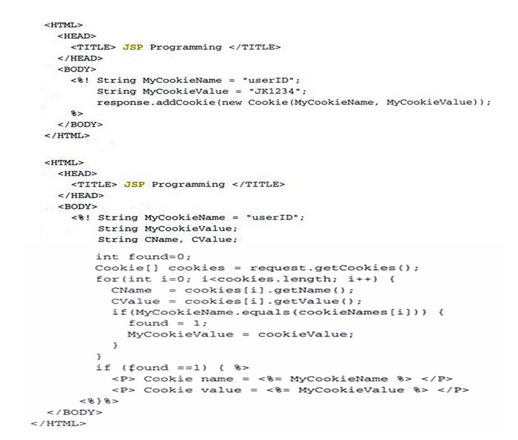 <HTML>
<HEAD>
<TITLE> JSP Programming </TITLE>
</HEAD>
<BODY>
<%! String MyCookieName = "userID";
String MyCookieValue = "JK1234";
response.addCookie(new Cookie(MyCookieName, MyCookieValue));
%>
</BODY>
</HTML>
<HTML>
<HEAD>
<TITLE> JSP Programming </TITLE>
</HEAD>
<BODY>
<%! String MyCookieName = "userID";
String MyCookieValue;
String CName, CValue;
int found=0;
Cookie[] cookies = request.getCookies();
for(int i=0; i<cookies.length; i++) {
CName = cookies[i].getName();
CValue = cookies[i].getValue();
if(MyCookieName.equals(cookieNames[i])) {
found = 1;
MyCookieValue = cookieValue;
}
}
if (found ==1) { %>
<P> Cookie name = <%= MyCookieName %> </P>
<P> Cookie value = <%= MyCookieValue %> </P>
<%}%>
</BODY>
</HTML>